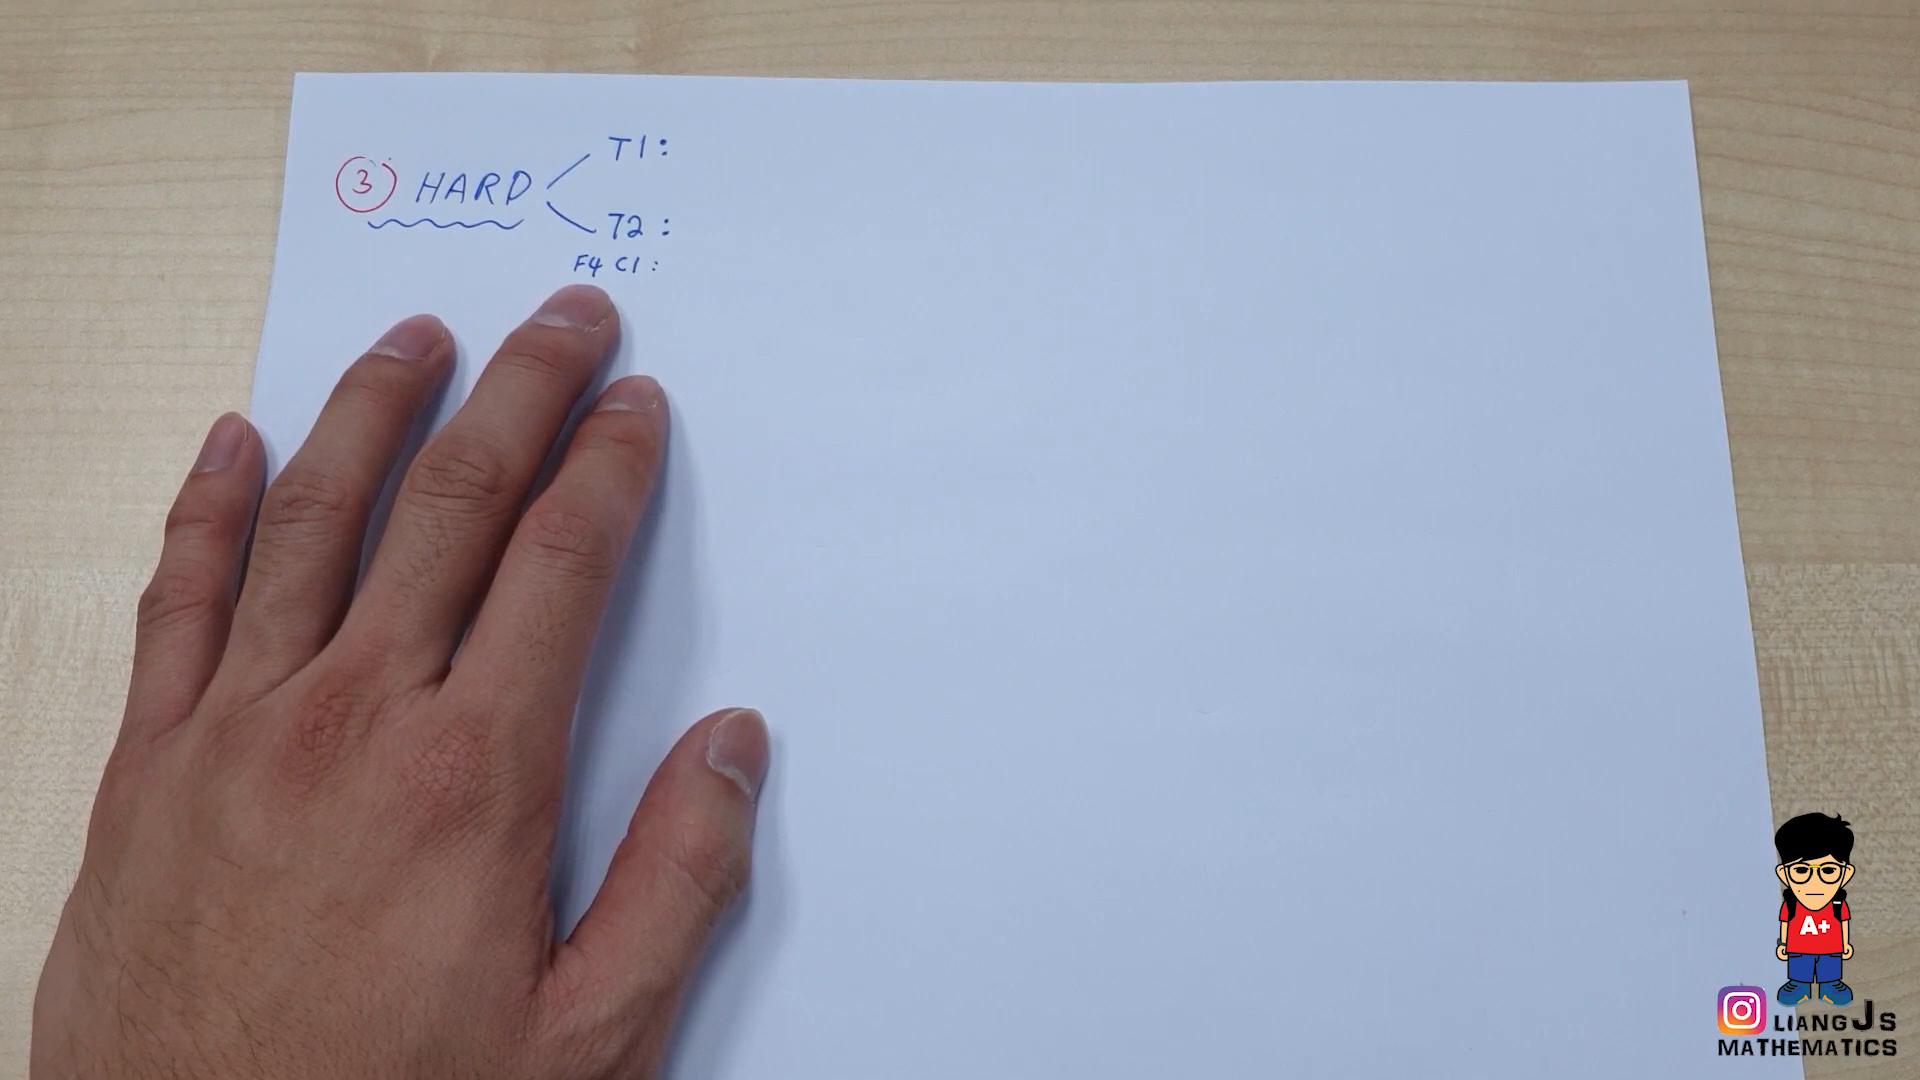 T1:
③ HARD
T2:
F4 C1:
A+
LIANGJS
MATHEMATICS